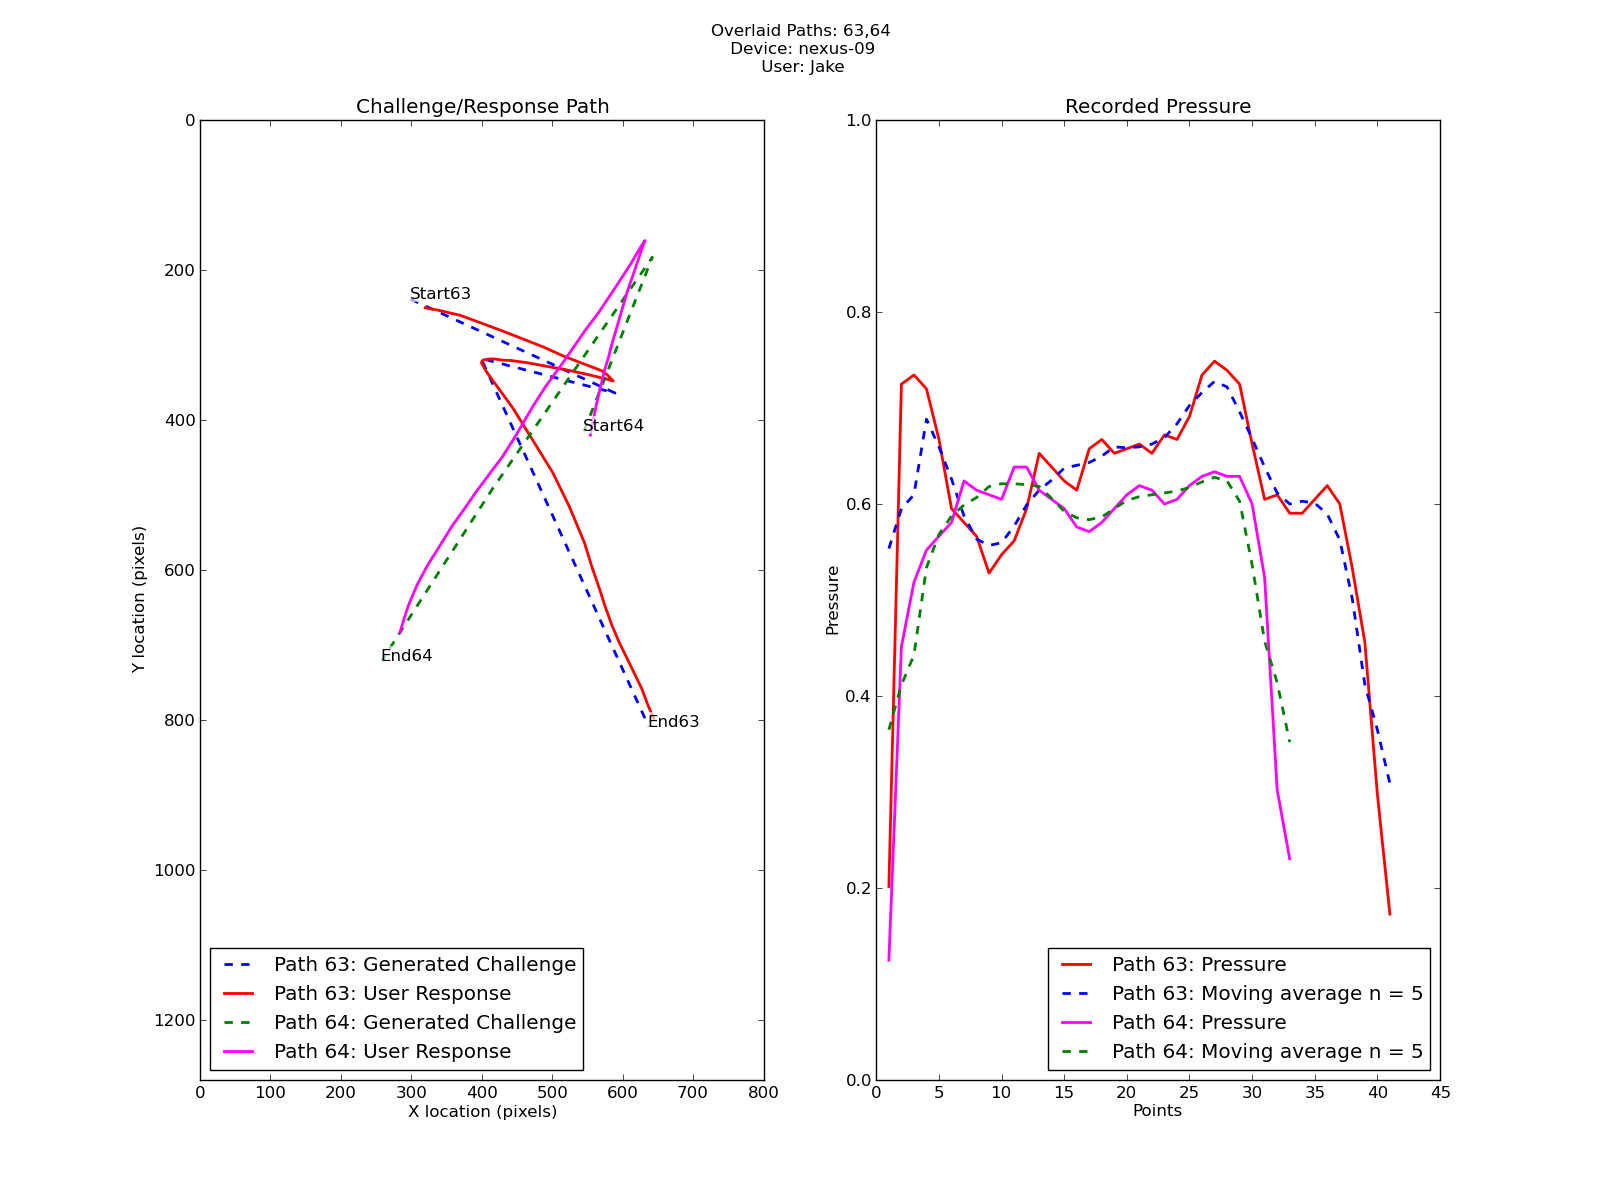 Overlaid Paths: 63,64
Device: nexus-09
User: Jake
Challenge/Response Path
0
200
400
600
800
1000
1200
Y location (pixels)
Start63
Start64
End64
End63
Path 63: Generated Challenge
Path 63: User Response
Path 64: Generated Challenge
Path 64: User Response
0 100 200 300 400 500 600 700 800
X location (pixels)
Recorded Pressure
1.0
0.8
0.6
0.4
0.2
0.0
Pressure
Path 63: Pressure
Path 63: Moving average n = 5
Path 64: Pressure
Path 64: Moving average n = 5
0 5 10 15 20 25 30 35 40 45
Points